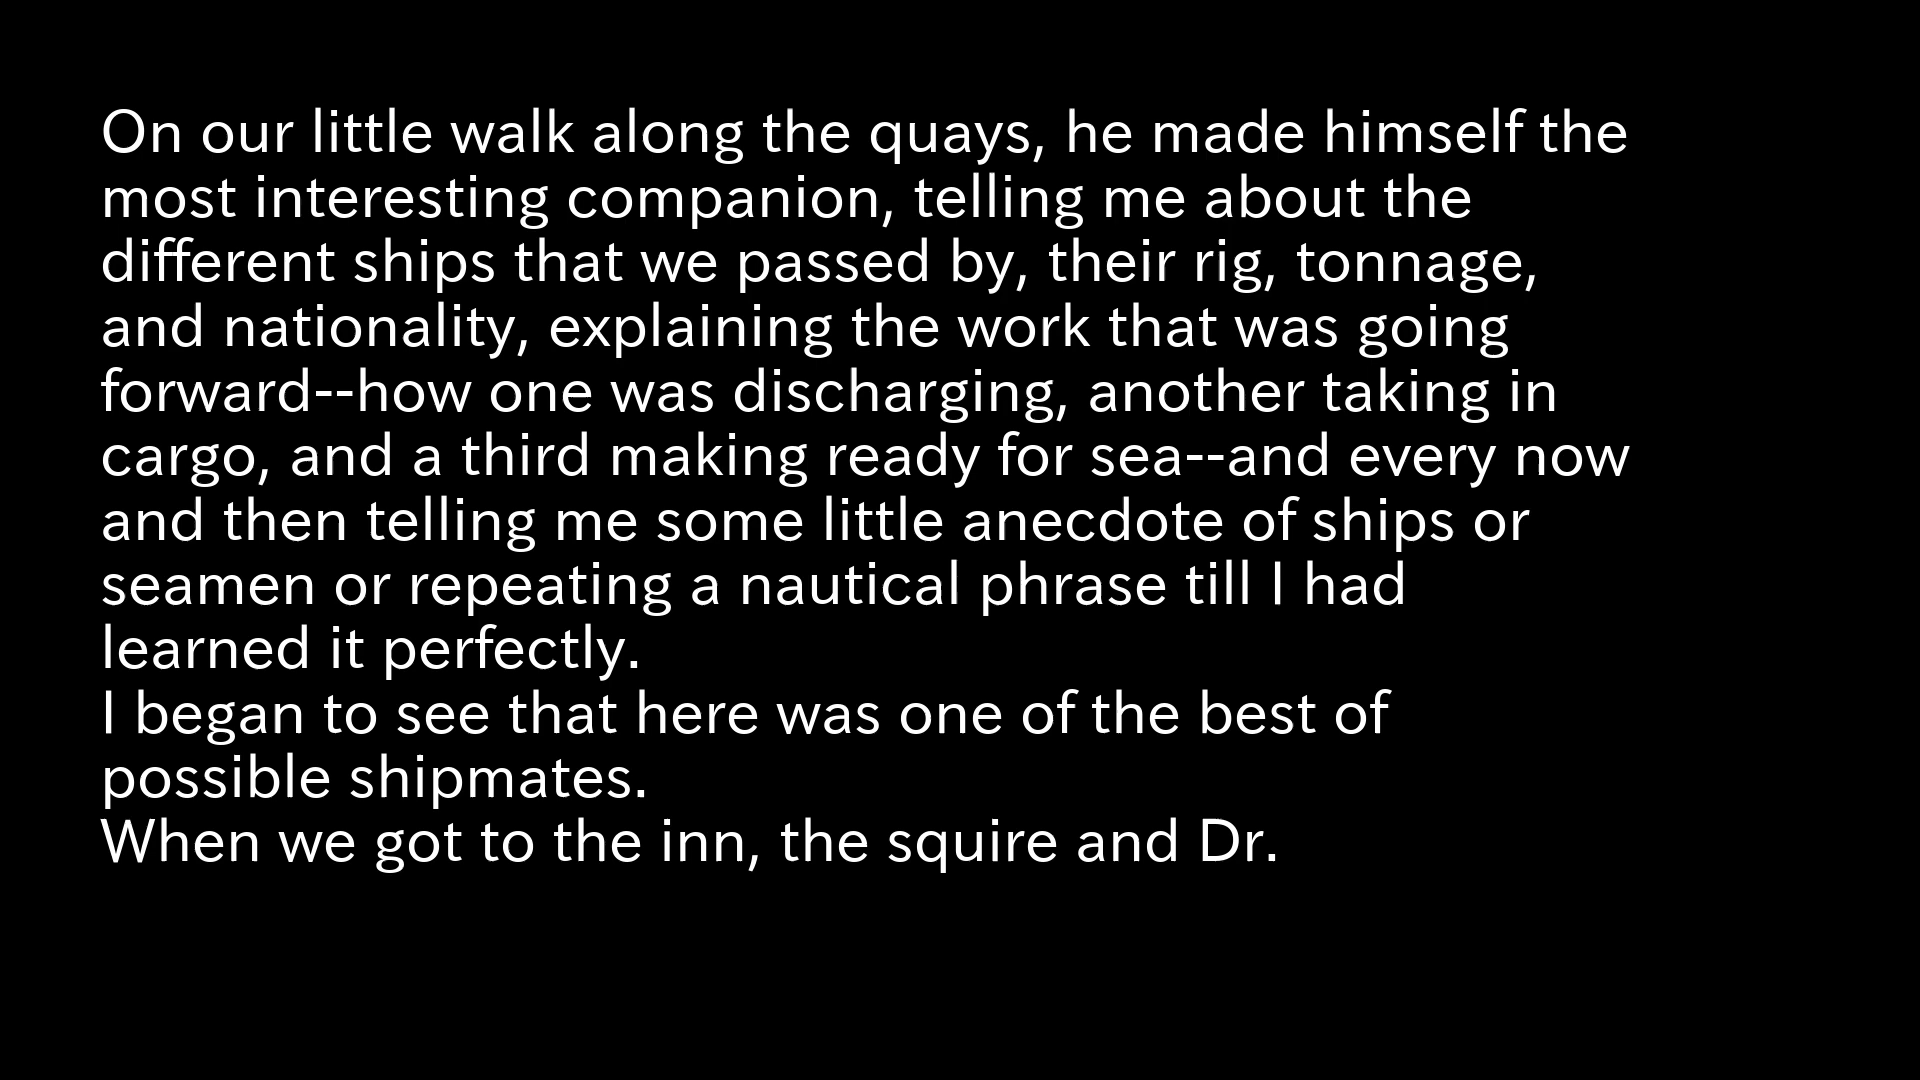 On our little walk along the quays, he made himself the
most interesting companion, telling me about the
different ships that we passed by, their rig, tonnage,
and nationality, explaining the work that was going
forward--how one was discharging, another taking in
cargo, and a third making ready for sea--and every now
and then telling me some little anecdote of ships or
seamen or repeating a nautical phrase till I had
learned it perfectly.
I began to see that here was one of the best of
possible shipmates.
When we got to the inn, the squire and Dr.